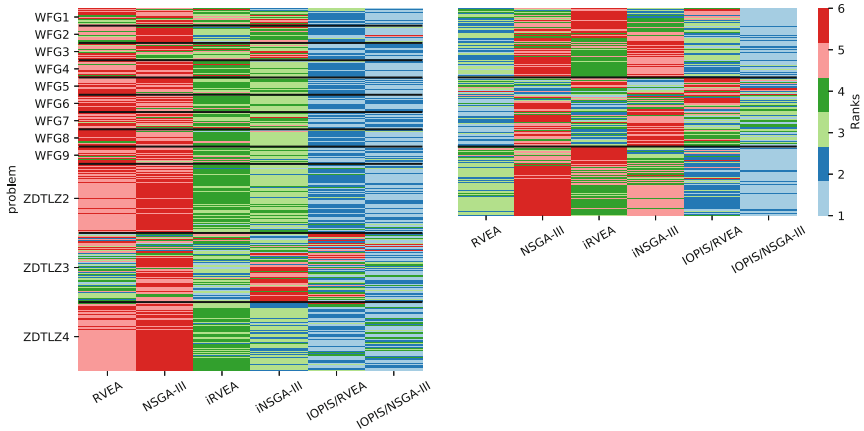 problem
WFG1
WFG2
WFG3
WFG4
WFG5
WFG6
WFG7
WFG8
WFG9
ZDTLZ2
ZDTLZ3
ZDTLZ4
RVEA
NSGA-III
iRVEA
iNSGA-III
IOPIS/RVEA
IOPIS/NSGA-III
RVEA
NSGA-III
iRVEA
iNSGA-III
IOPIS/RVEA
IOPIS/NSGA-III
6
5
4
3
2
1
Ranks